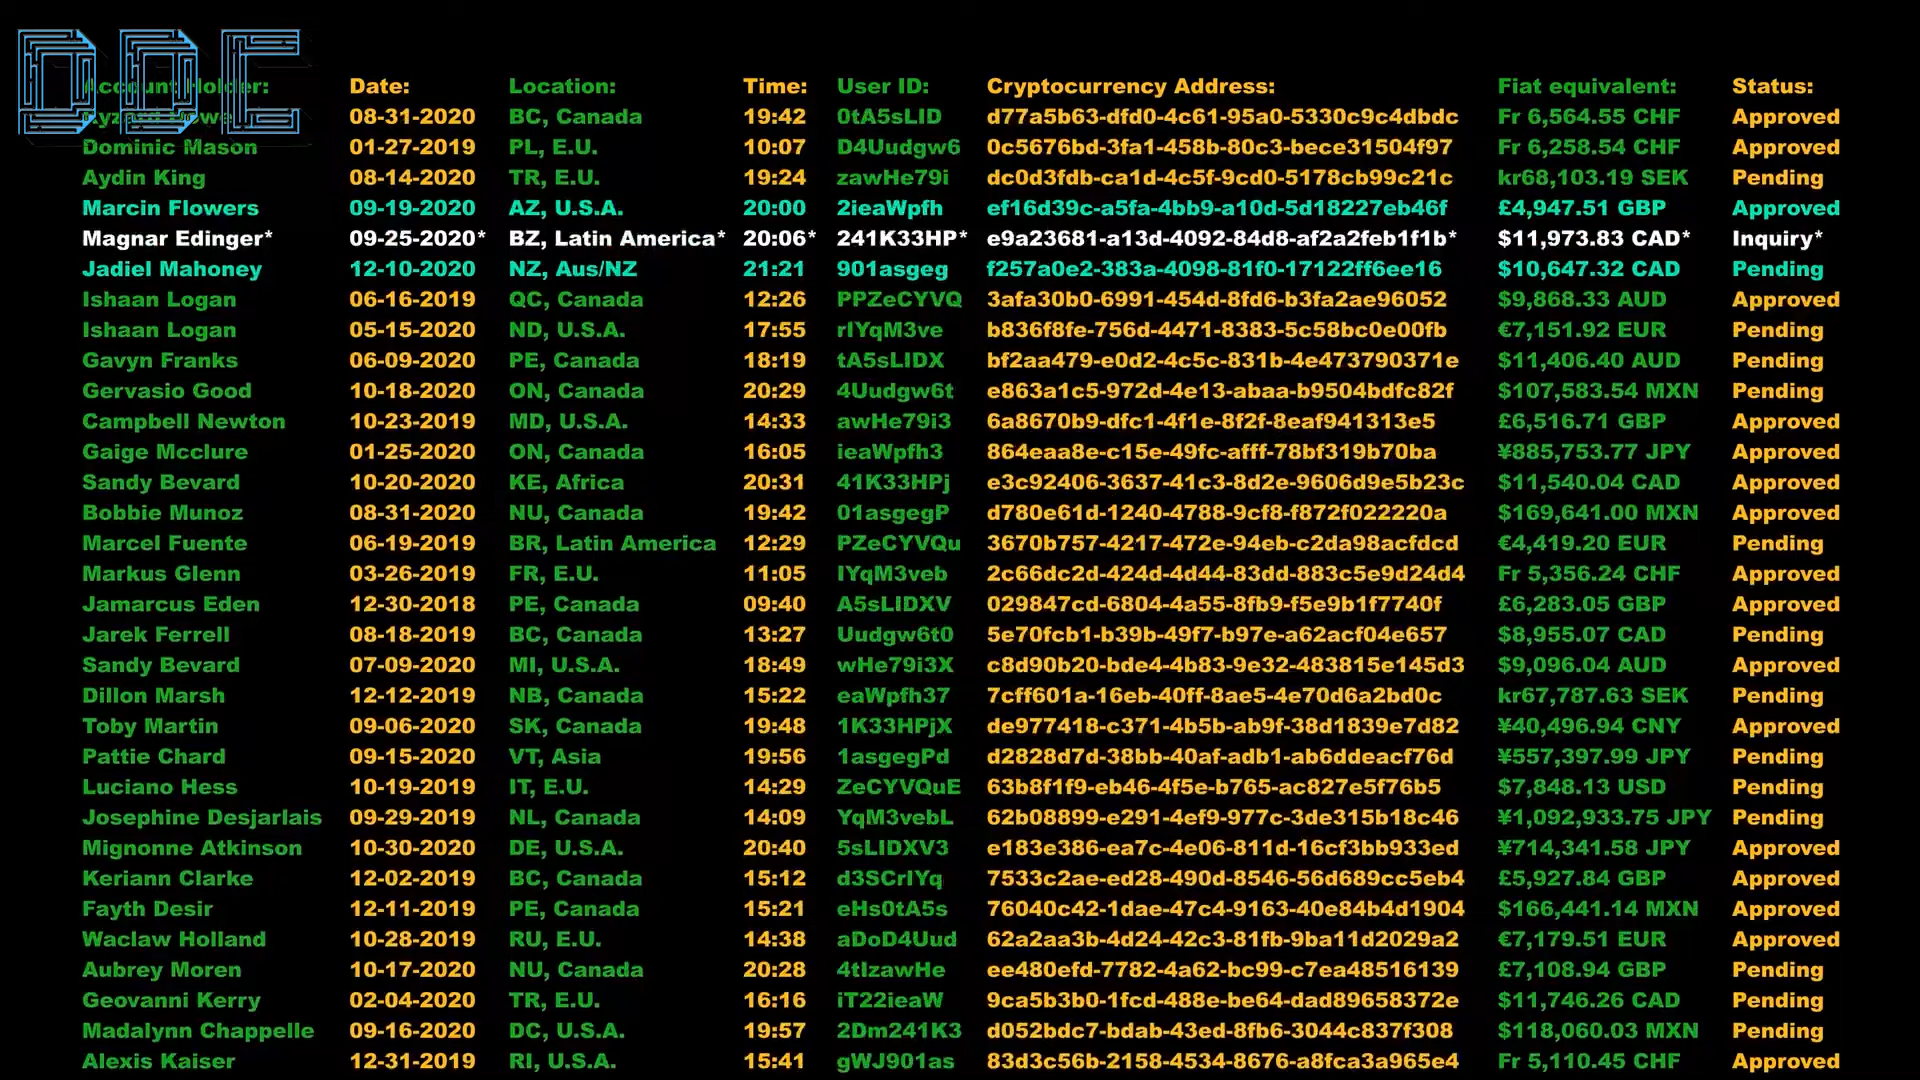 DDC
Account Holder: Date: Location: Time: User ID: Cryptocurrency Address: Fiat equivalent: Status:
08-31-2020 BC, Canada 19:42 0tA5sLID d77a5b63-dfd0-4c61-95a0-5330c9c4dbdc Fr 6,564.55 CHF Approved
Dominic Mason 01-27-2019 PL, E.U. 10:07 D4Uudgw6 0c5676bd-3fa1-458b-80c3-bece31504f97 Fr 6,258.54 CHF Approved
Aydin King 08-14-2020 TR, E.U. 19:24 zawHe79i dc0d3fdb-ca1d-4c5f-9cd0-5178cb99c21c kr68,103.19 SEK Pending
Marcin Flowers 09-19-2020 AZ, U.S.A. 20:00 2ieaWpfh ef16d39c-a5fa-4bb9-a10d-5d18227eb46f £4,947.51 GBP Approved
Magnar Edinger* 09-25-2020* BZ, Latin America* 20:06* 241K33HP* e9a23681-a13d-4092-84d8-af2a2feb1f1b* $11,973.83 CAD* Inquiry*
Jadiel Mahoney 12-10-2020 NZ, Aus/NZ 21:21 901asgeg f257a0e2-383a-4098-81f0-17122ff6ee16 $10,647.32 CAD Pending
Ishaan Logan 06-16-2019 QC, Canada 12:26 PPZeCYVQ 3afa30b0-6991-454d-8fd6-b3fa2ae96052 $9,868.33 AUD Approved
Ishaan Logan 05-15-2020 ND, U.S.A. 17:55 rIYqM3ve b836f8fe-756d-4471-8383-5c58bc0e00fb €7,151.92 EUR Pending
Gavyn Franks 06-09-2020 PE, Canada 18:19 tA5sLIDX bf2aa479-e0d2-4c5c-831b-4e473790371e $11,406.40 AUD Pending
Gervasio Good 10-18-2020 ON, Canada 20:29 4Uudgw6t e863a1c5-972d-4e13-abaa-b9504bdfc82f $107,583.54 MXN Pending
Campbell Newton 10-23-2019 MD, U.S.A. 14:33 awHe79i3 6a8670b9-dfc1-4f1e-8f2f-8eaf941313e5 £6,516.71 GBP Approved
Gaige Mcclure 01-25-2020 ON, Canada 16:05 ieaWpfh3 864eaa8e-c15e-49fc-afff-78bf319b70ba ¥885,753.77 JPY Approved
Sandy Bevard 10-20-2020 KE, Africa 20:31 41K33HPj e3c92406-3637-41c3-8d2e-9606d9e5b23c $11,540.04 CAD Approved
Bobbie Munoz 08-31-2020 NU, Canada 19:42 01asgegP d780e61d-1240-4788-9cf8-f872f022220a $169,641.00 MXN Approved
Marcel Fuente 06-19-2019 BR, Latin America 12:29 PZeCYVQu 3670b757-4217-472e-94eb-c2da98acfdcd €4,419.20 EUR Pending
Markus Glenn 03-26-2019 FR, E.U. 11:05 IYqM3veb 2c66dc2d-424d-4d44-83dd-883c5e9d24d4 Fr 5,356.24 CHF Approved
Jamarcus Eden 12-30-2018 PE, Canada 09:40 A5sLIDXV 029847cd-6804-4a55-8fb9-f5e9b1f7740f £6,283.05 GBP Approved
Jarek Ferrell 08-18-2019 BC, Canada 13:27 Uudgw6t0 5e70fcb1-b39b-49f7-b97e-a62acf04e657 $8,955.07 CAD Pending
Sandy Bevard 07-09-2020 MI, U.S.A. 18:49 wHe79i3X c8d90b20-bde4-4b83-9e32-483815e145d3 $9,096.04 AUD Approved
Dillon Marsh 12-12-2019 NB, Canada 15:22 eaWpfh37 7cff601a-16eb-40ff-8ae5-4e70d6a2bd0c kr67,787.63 SEK Pending
Toby Martin 09-06-2020 SK, Canada 19:48 1K33HPjX de977418-c371-4b5b-ab9f-38d1839e7d82 ¥40,496.94 CNY Approved
Pattie Chard 09-15-2020 VT, Asia 19:56 1asgegPd d2828d7d-38bb-40af-adb1-ab6ddeacf76d ¥557,397.99 JPY Pending
Luciano Hess 10-19-2019 IT, E.U. 14:29 ZeCYVQuE 63b8f1f9-eb46-4f5e-b765-ac827e5f76b5 $7,848.13 USD Pending
Josephine Desjarlais 09-29-2019 NL, Canada 14:09 YqM3vebL 62b08899-e291-4ef9-977c-3de315b18c46 ¥1,092,933.75 JPY Pending
Mignonne Atkinson 10-30-2020 DE, U.S.A. 20:40 5sLIDXV3 e183e386-ea7c-4e06-811d-16cf3bb933ed ¥714,341.58 JPY Approved
Keriann Clarke 12-02-2019 BC, Canada 15:12 d3SCrIYq 7533c2ae-ed28-490d-8546-56d689cc5eb4 £5,927.84 GBP Approved
Fayth Desir 12-11-2019 PE, Canada 15:21 eHs0tA5s 76040c42-1dae-47c4-9163-40e84b4d1904 $166,441.14 MXN Approved
Waclaw Holland 10-28-2019 RU, E.U. 14:38 aDoD4Uud 62a2aa3b-4d24-42c3-81fb-9ba11d2029a2 €7,179.51 EUR Approved
Aubrey Moren 10-17-2020 NU, Canada 20:28 4tIzawHe ee480efd-7782-4a62-bc99-c7ea48516139 £7,108.94 GBP Pending
Geovanni Kerry 02-04-2020 TR, E.U. 16:16 iT22ieaW 9ca5b3b0-1fcd-488e-be64-dad89658372e $11,746.26 CAD Pending
Madalynn Chappelle 09-16-2020 DC, U.S.A. 19:57 2Dm241K3 d052bdc7-bdab-43ed-8fb6-3044c837f308 $118,060.03 MXN Pending
Alexis Kaiser 12-31-2019 RI, U.S.A. 15:41 gWJ901as 83d3c56b-2158-4534-8676-a8fca3a965e4 Fr 5,110.45 CHF Approved